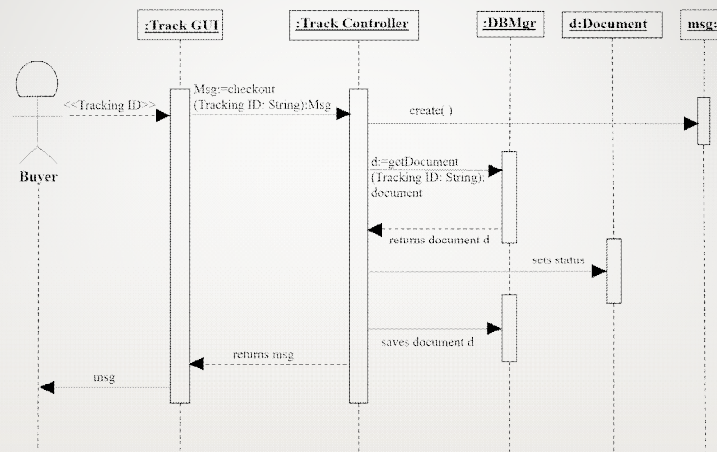 :Track GUI
:Track Controller
:DBMgr
d:Document
msg:
Msg:=checkout
(Tracking ID: String):Msg
<<Tracking ID>>
create( )
Buyer
d:=getDocument
(Tracking ID: String):
document
returns document d
sets status
saves document d
returns msg
msg